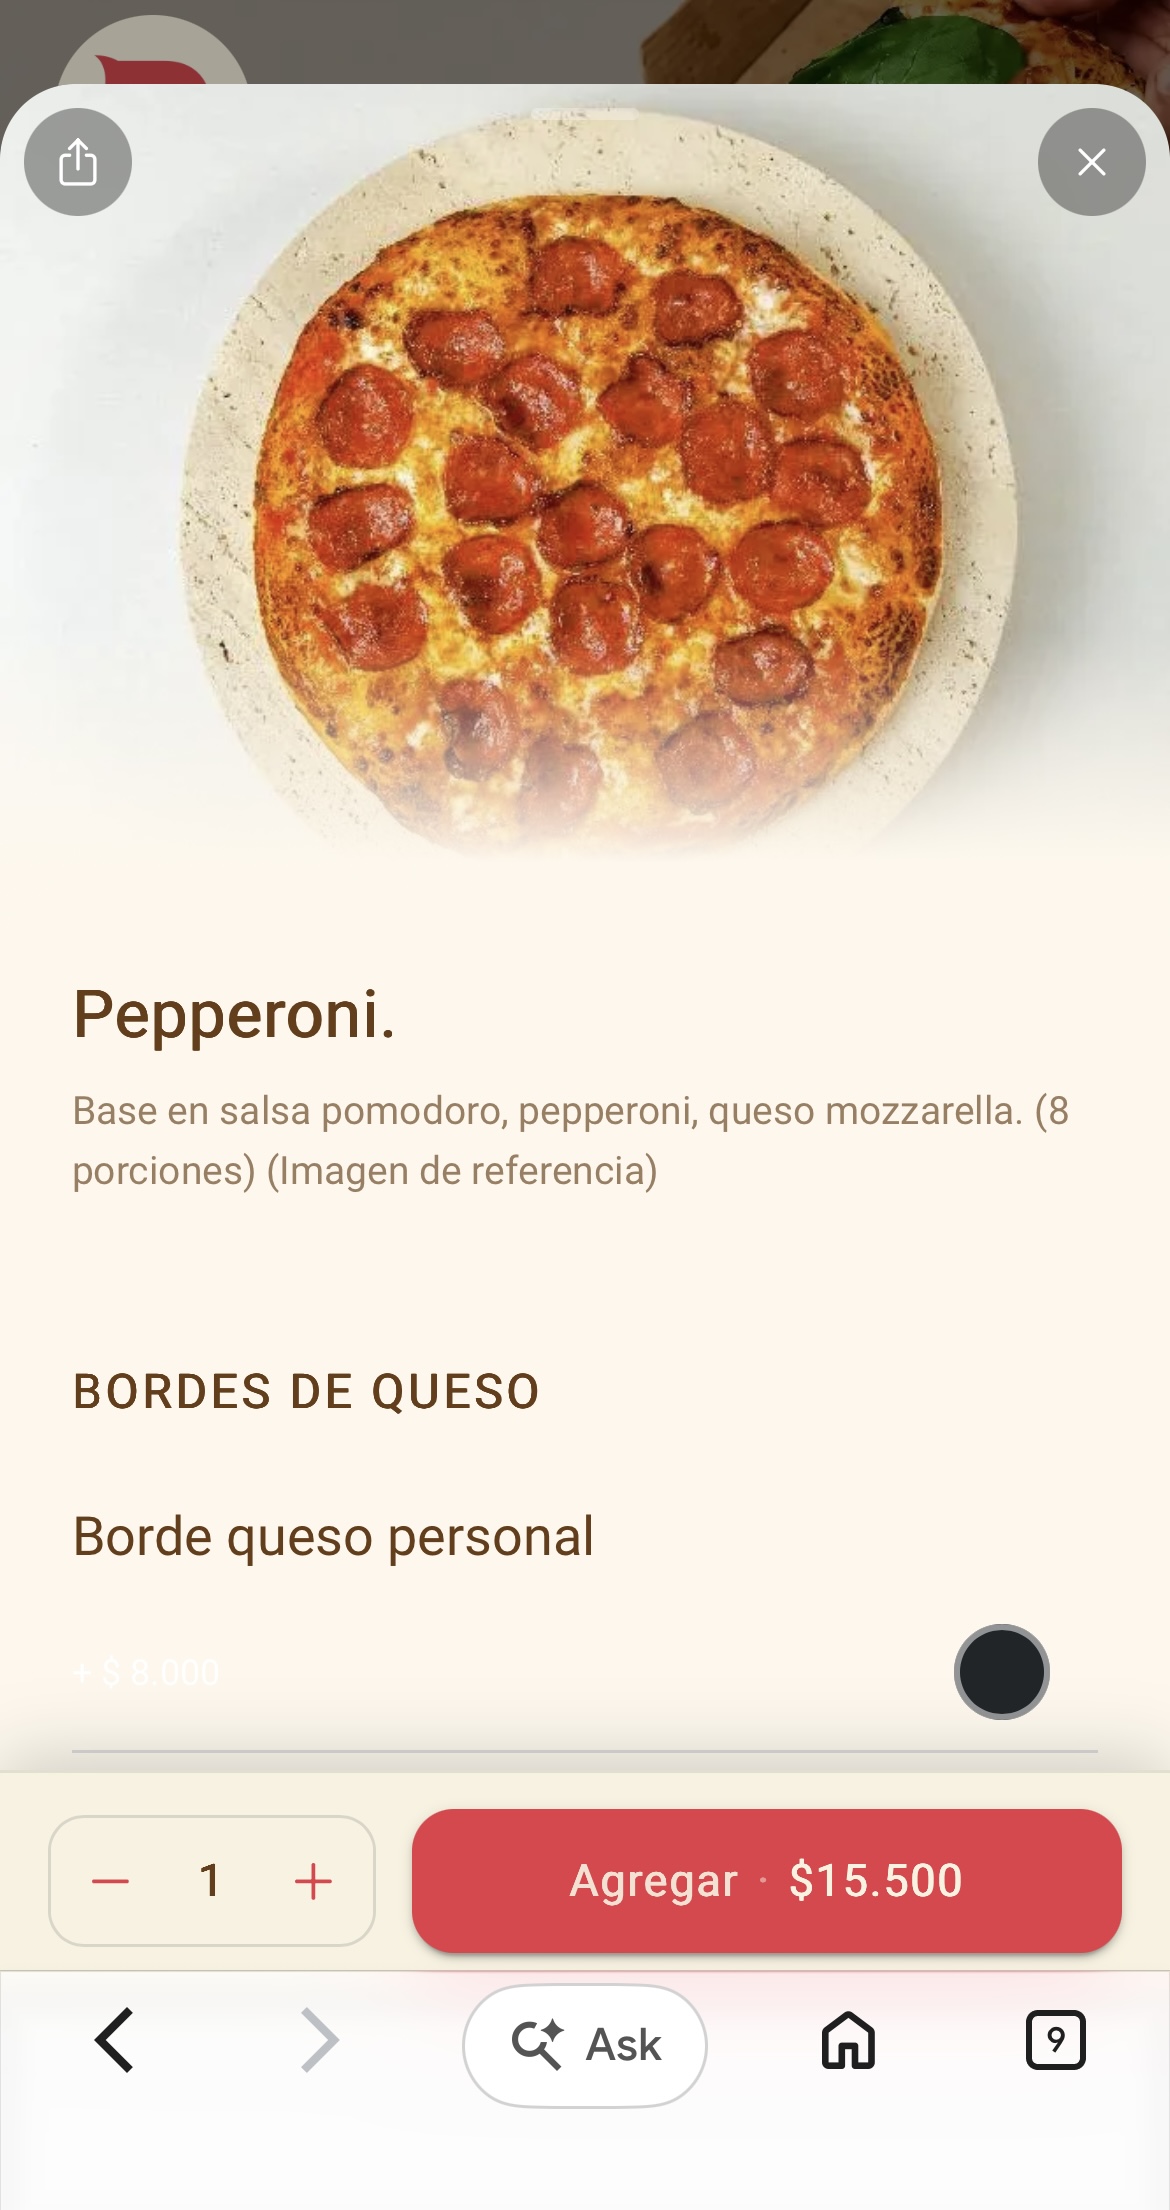 Pepperoni.
Base en salsa pomodoro, pepperoni, queso mozzarella. (8
porciones) (Imagen de referencia)
BORDES DE QUESO
Borde queso personal
+ $ 8.000
1
Agregar · $15.500
Ask
9